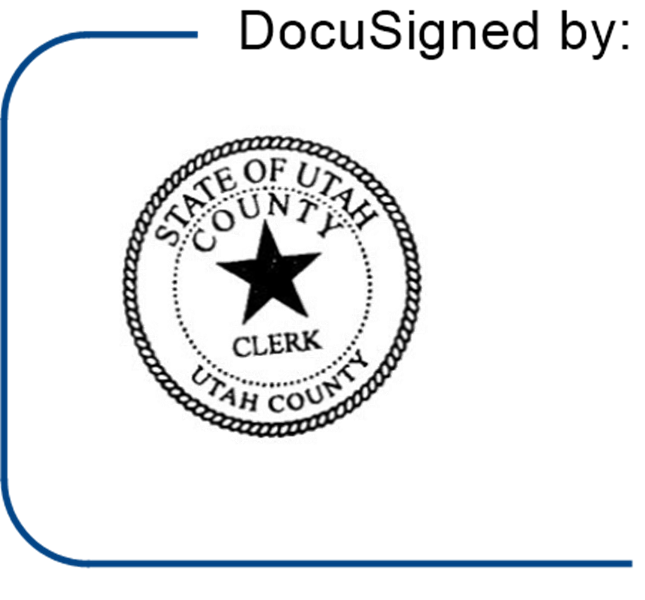 DocuSigned by:
STATE OF UTAH
COUNTY
CLERK
UTAH COUNTY